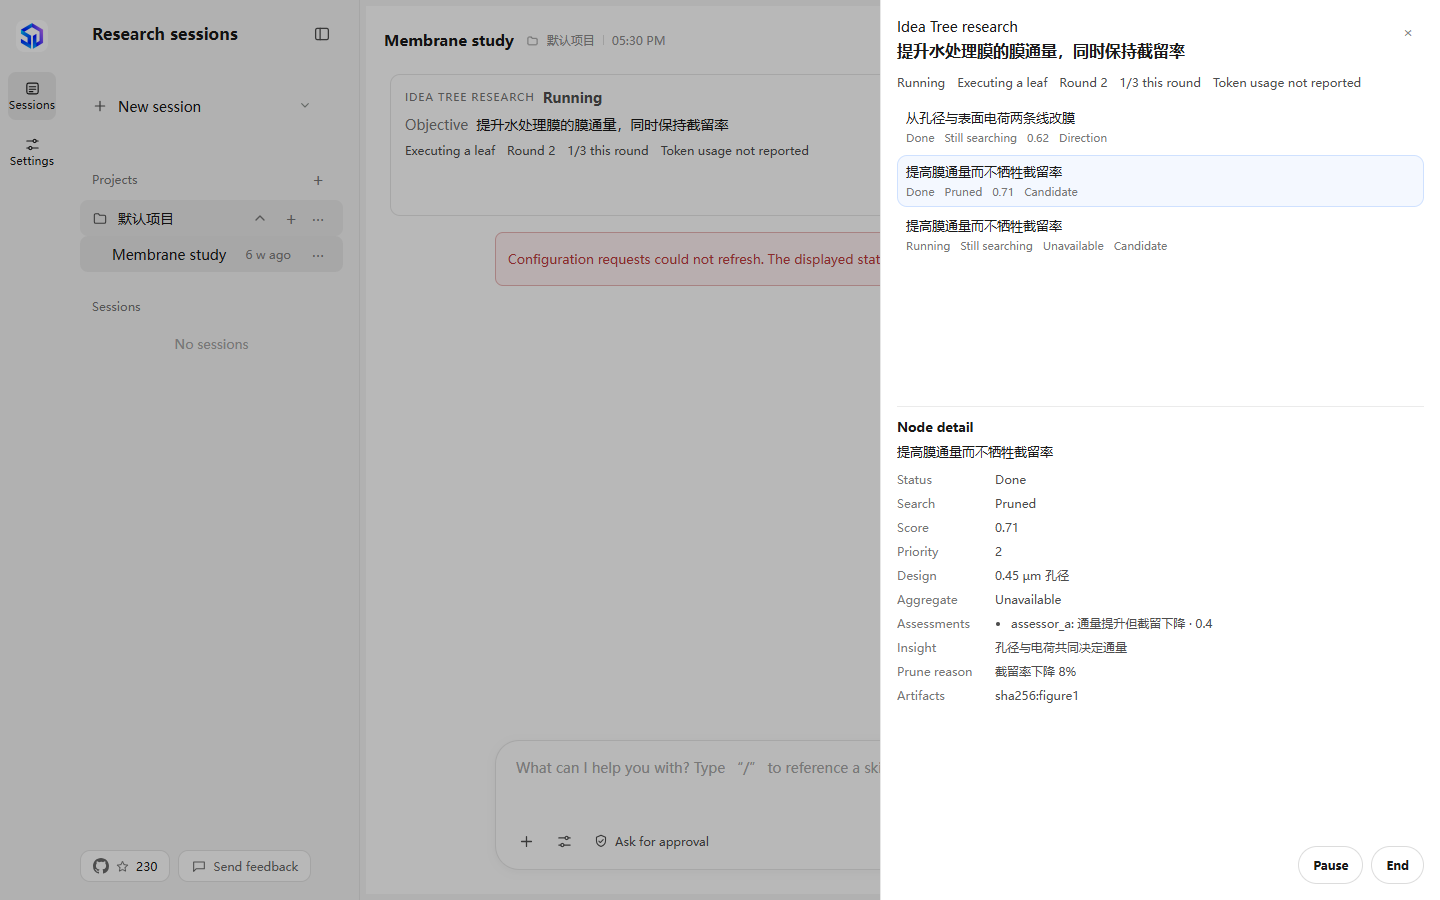 Research sessions
Sessions
Settings
New session
Projects
默认项目
Membrane study 6 w ago
Sessions
No sessions
230
Send feedback
Membrane study 默认项目 05:30 PM
IDEA TREE RESEARCH Running
Objective 提升水处理膜的膜通量，同时保持截留率
Executing a leaf Round 2 1/3 this round Token usage not reported
Configuration requests could not refresh. The displayed stat
What can I help you with? Type “/” to reference a ski
Ask for approval
Idea Tree research
提升水处理膜的膜通量，同时保持截留率
Running Executing a leaf Round 2 1/3 this round Token usage not reported
从孔径与表面电荷两条线改膜
Done Still searching 0.62 Direction
提高膜通量而不牺牲截留率
Done Pruned 0.71 Candidate
提高膜通量而不牺牲截留率
Running Still searching Unavailable Candidate
Node detail
提高膜通量而不牺牲截留率
Status Done
Search Pruned
Score 0.71
Priority 2
Design 0.45 μm 孔径
Aggregate Unavailable
Assessments • assessor_a: 通量提升但截留下降 · 0.4
Insight 孔径与电荷共同决定通量
Prune reason 截留率下降 8%
Artifacts sha256:figure1
Pause End